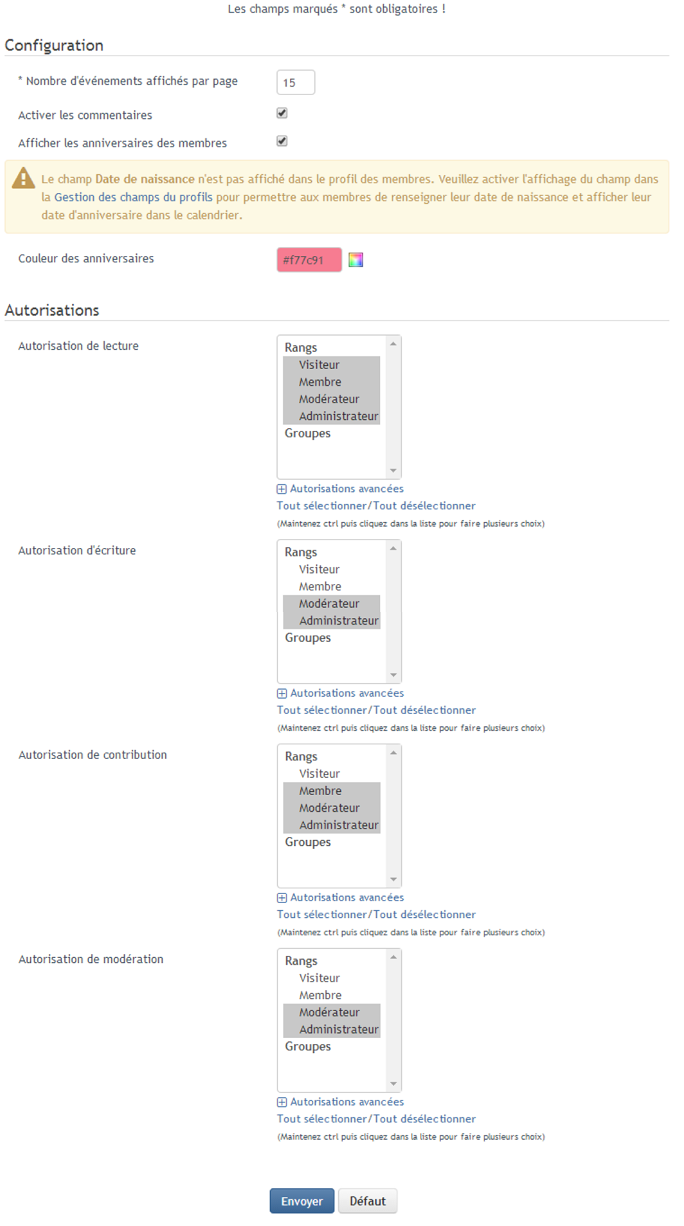 Les champs marqués * sont obligatoires !
Configuration
* Nombre d'événements affichés par page
15
Activer les commentaires
Afficher les anniversaires des membres
Le champ Date de naissance n'est pas affiché dans le profil des membres. Veuillez activer l'affichage du champ dans
la Gestion des champs du profils pour permettre aux membres de renseigner leur date de naissance et afficher leur
date d'anniversaire dans le calendrier.
Couleur des anniversaires
#f77c91
Autorisations
Autorisation de lecture
Rangs
Visiteur
Membre
Modérateur
Administrateur
Groupes
Autorisations avancées
Tout sélectionner/Tout désélectionner
(Maintenez ctrl puis cliquez dans la liste pour faire plusieurs choix)
Autorisation d'écriture
Rangs
Visiteur
Membre
Modérateur
Administrateur
Groupes
Autorisations avancées
Tout sélectionner/Tout désélectionner
(Maintenez ctrl puis cliquez dans la liste pour faire plusieurs choix)
Autorisation de contribution
Rangs
Visiteur
Membre
Modérateur
Administrateur
Groupes
Autorisations avancées
Tout sélectionner/Tout désélectionner
(Maintenez ctrl puis cliquez dans la liste pour faire plusieurs choix)
Autorisation de modération
Rangs
Visiteur
Membre
Modérateur
Administrateur
Groupes
Autorisations avancées
Tout sélectionner/Tout désélectionner
(Maintenez ctrl puis cliquez dans la liste pour faire plusieurs choix)
Envoyer Défaut